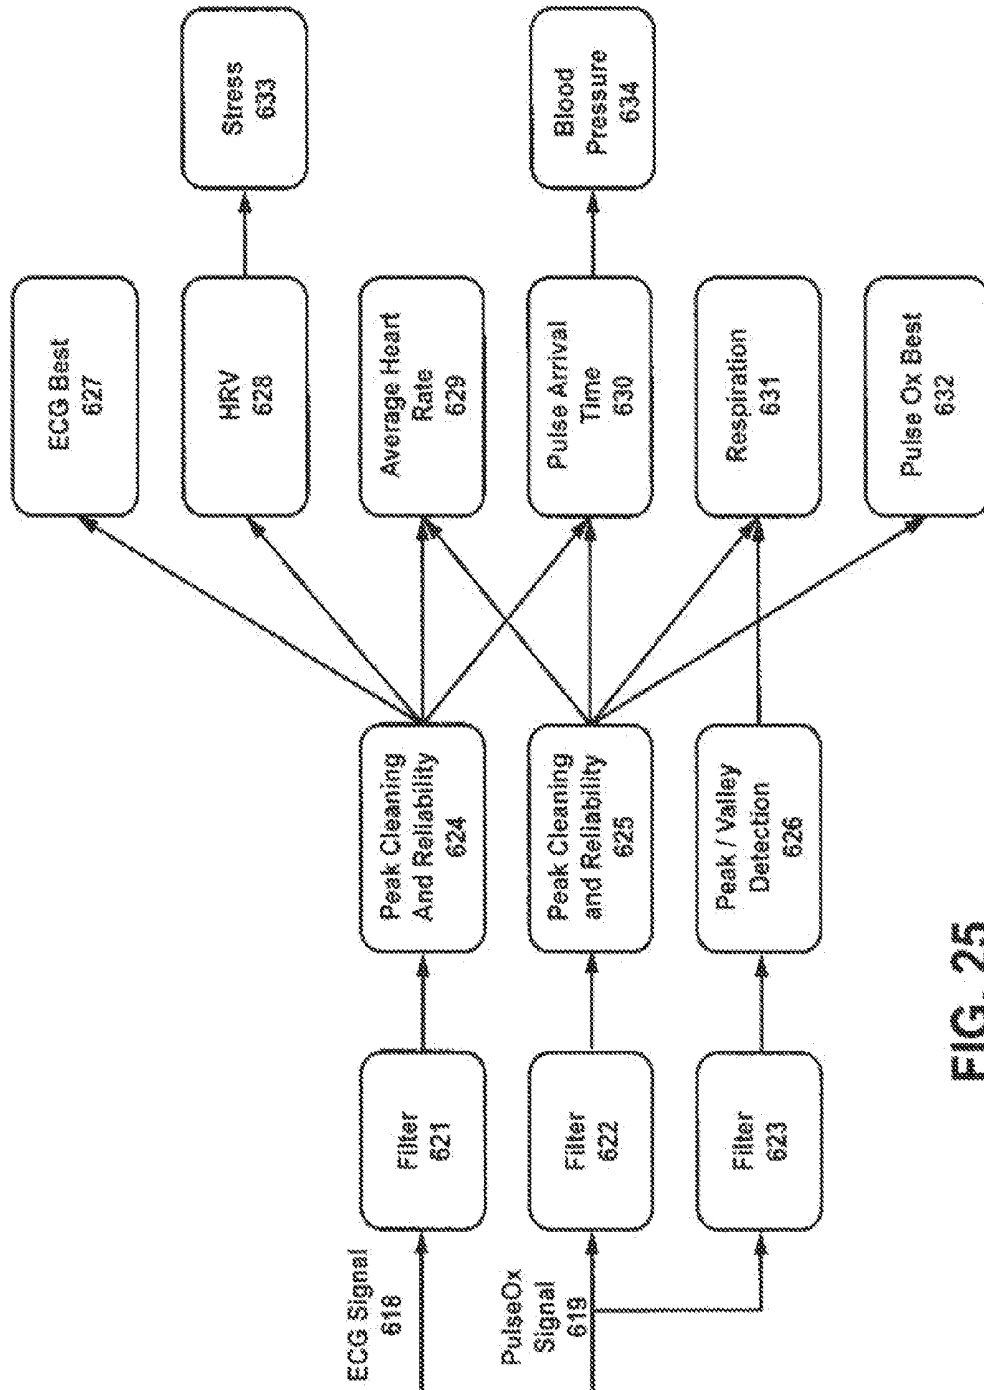 ECG Signal
618
PulseOx
Signal
619
Filter
621
Filter
622
Filter
623
Peak Cleaning
And Reliability
624
Peak Cleaning
and Reliability
625
Peak / Valley
Detection
626
ECG Best
627
HRV
628
Average Heart
Rate
629
Pulse Arrival
Time
630
Respiration
631
Pulse Ox Best
632
Stress
633
Blood
Pressure
634
FIG. 25